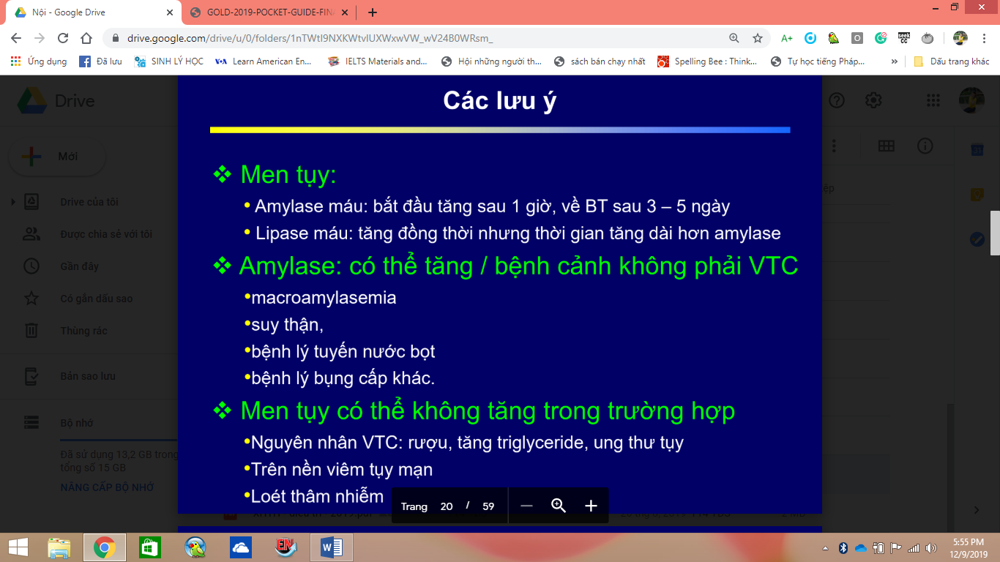 Nội - Google Drive
GOLD-2019-POCKET-GUIDE-FINA
drive.google.com/drive/u/0/folders/1nTWtI9NXKWtvIUXWxwVW_wV24B0WRsm_
A+
seek CC
Ứng dụng
Đã lưu
SINH LÝ HỌC
VOA Learn American En...
IELTS Materials and...
Hội những người th...
sách bán chạy nhất
Spelling Bee : Think...
Tự học tiếng Pháp...
»
Dấu trang khác
Drive
Mới
Drive của tôi
Được chia sẻ với tôi
Gần đây
Có gắn dấu sao
Thùng rác
Bản sao lưu
Bộ nhớ
Đã sử dụng 13,2 GB trong
tổng số 15 GB
NÂNG CẤP BỘ NHỚ
Các lưu ý
❖ Men tụy:
• Amylase máu: bắt đầu tăng sau 1 giờ, về BT sau 3 – 5 ngày
• Lipase máu: tăng đồng thời nhưng thời gian tăng dài hơn amylase
❖ Amylase: có thể tăng / bệnh cảnh không phải VTC
•macroamylasemia
•suy thận,
•bệnh lý tuyến nước bọt
•bệnh lý bụng cấp khác.
❖ Men tụy có thể không tăng trong trường hợp
•Nguyên nhân VTC: rượu, tăng triglyceride, ung thư tụy
•Trên nền viêm tụy mạn
•Loét thâm nhiễm
Trang 20 / 59
EN
5:55 PM
12/9/2019